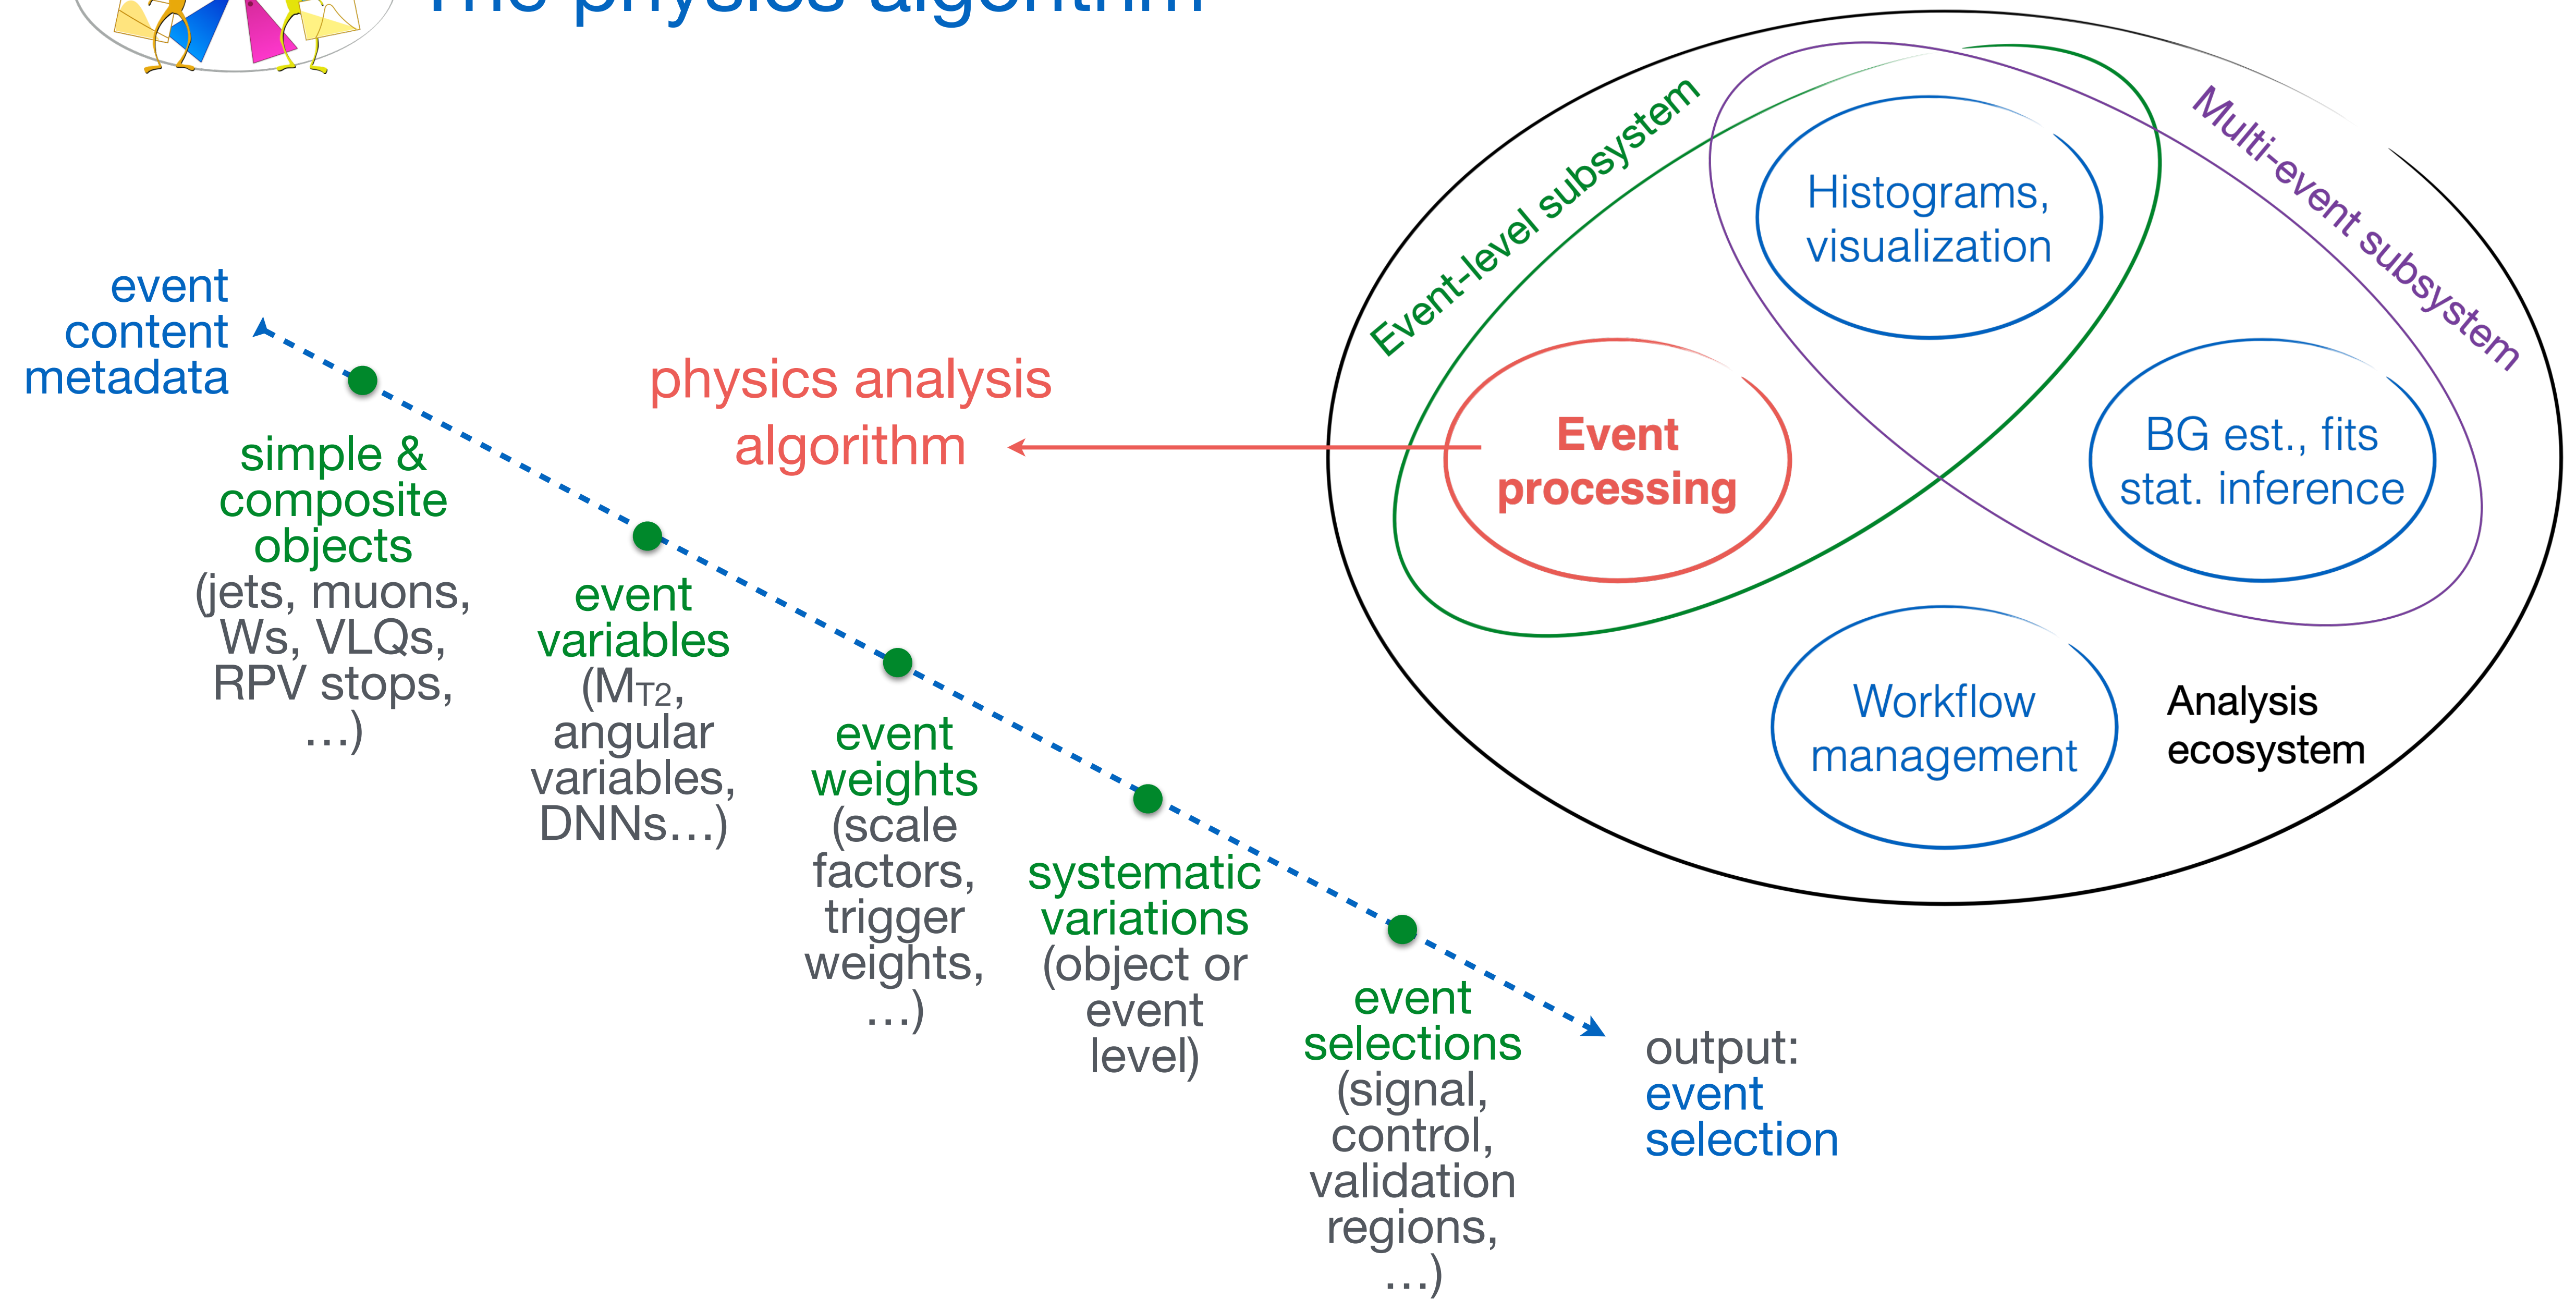 The physics algorithm
event
content
metadata
simple &
composite
objects
(jets, muons,
Ws, VLQs,
RPV stops,
…)
event
variables
(MT2,
angular
variables,
DNNs…)
event
weights
(scale
factors,
trigger
weights,
…)
systematic
variations
(object or
event
level)
event
selections
(signal,
control,
validation
regions,
…)
output:
event
selection
physics analysis
algorithm
Event-level subsystem
Multi-event subsystem
Histograms,
visualization
Event
processing
BG est., fits
stat. inference
Workflow
management
Analysis
ecosystem